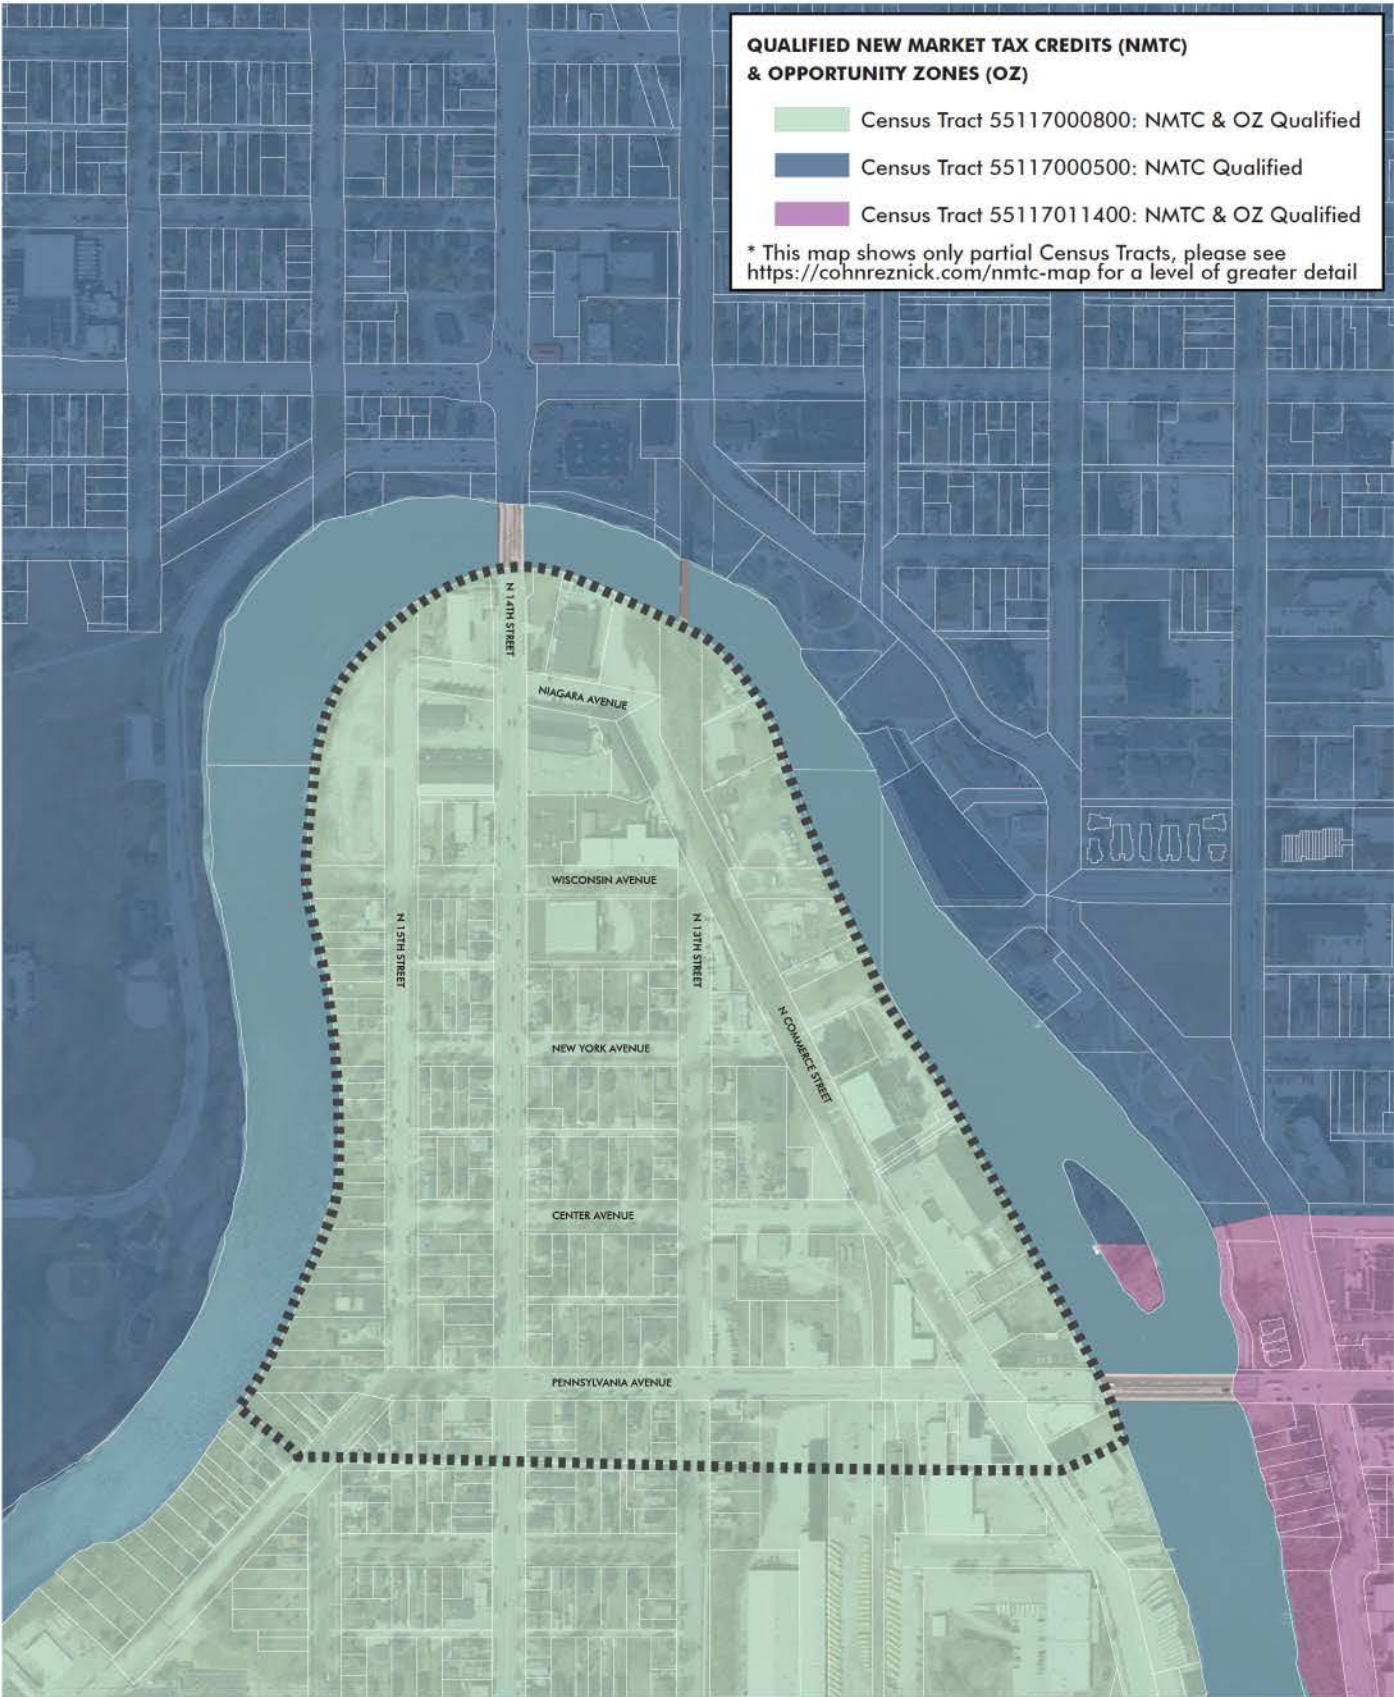 QUALIFIED NEW MARKET TAX CREDITS (NMTC)
& OPPORTUNITY ZONES (OZ)
Census Tract 55117000800: NMTC & OZ Qualified
Census Tract 55117000500: NMTC Qualified
Census Tract 55117011400: NMTC & OZ Qualified
* This map shows only partial Census Tracts, please see
https://cohnreznick.com/nmtc-map for a level of greater detail
N 14TH STREET
NIAGARA AVENUE
WISCONSIN AVENUE
N 15TH STREET
N 13TH STREET
N COMMERCE STREET
NEW YORK AVENUE
CENTER AVENUE
PENNSYLVANIA AVENUE